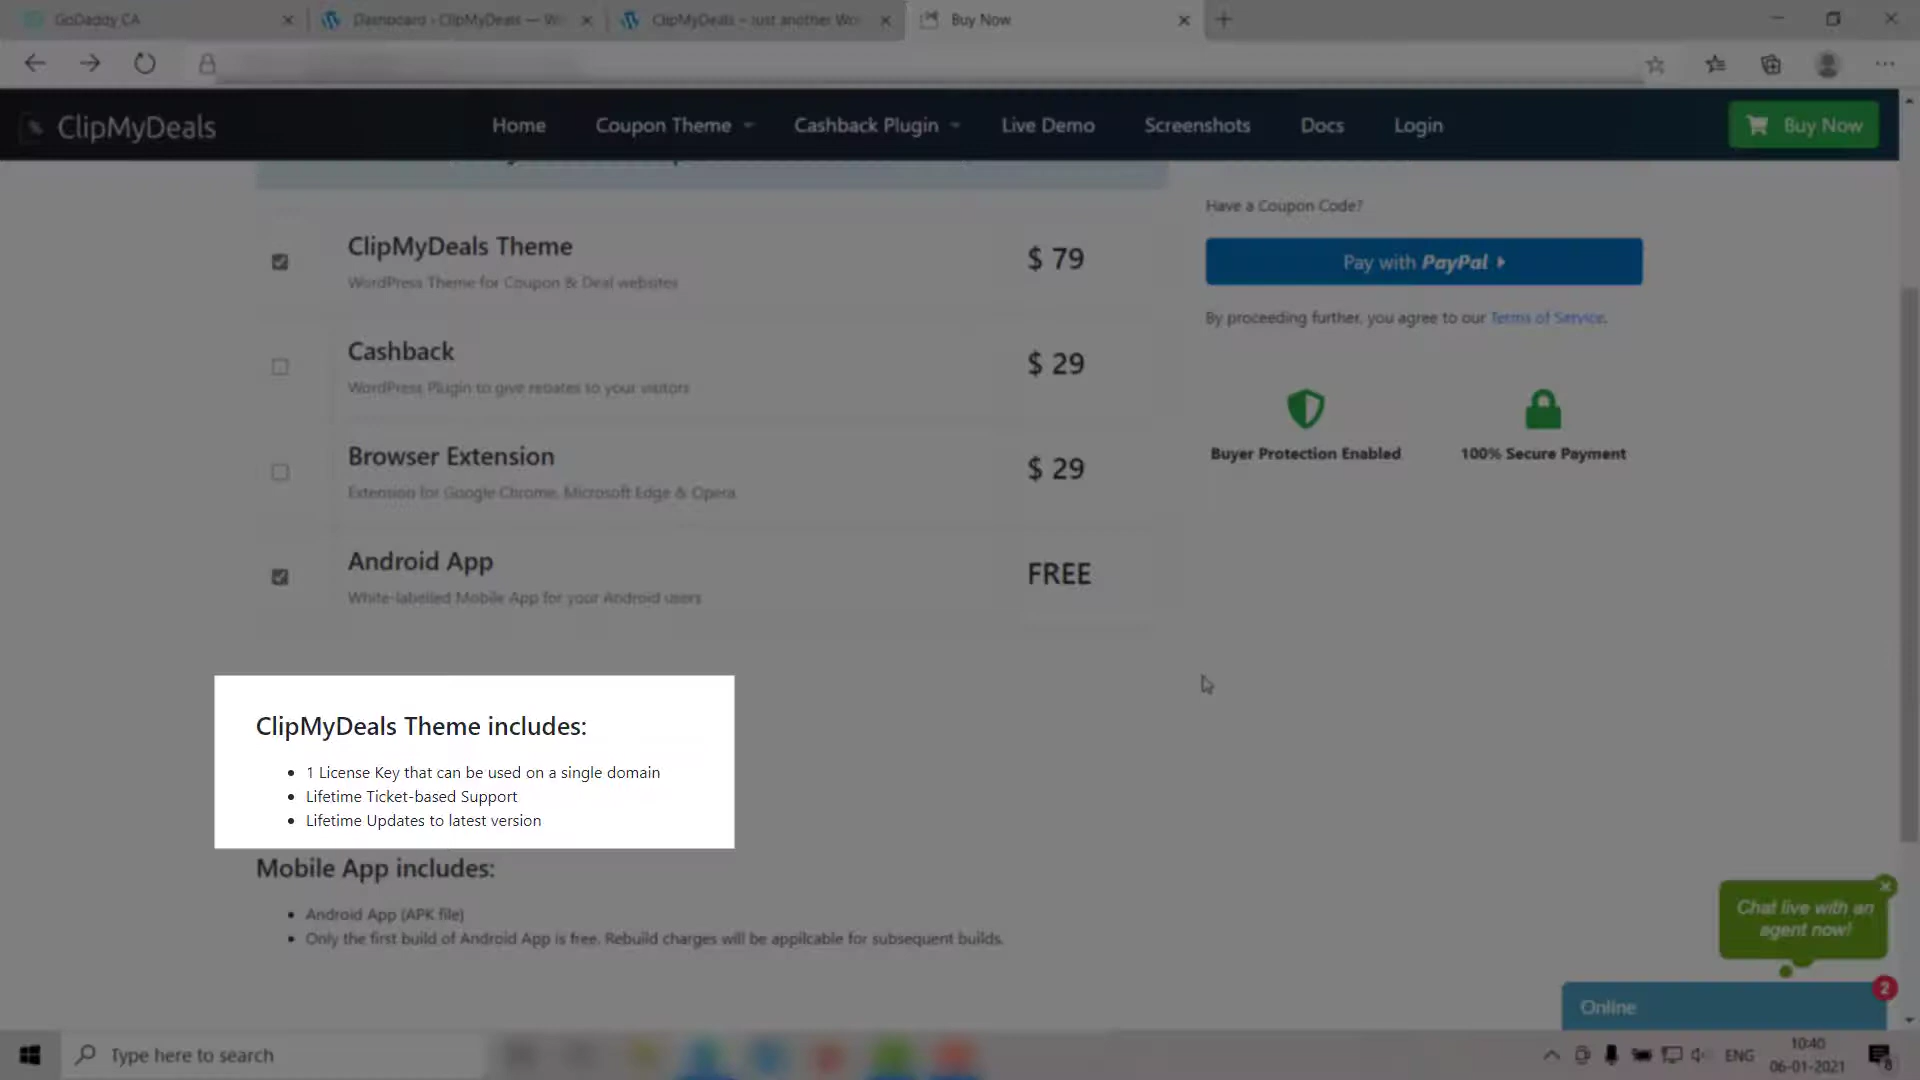 GoDaddy CA
Dashboard ‹ ClipMyDeals — W
ClipMyDeals – Just another Wo
Buy Now
ClipMyDeals
Home
Coupon Theme
Cashback Plugin
Live Demo
Screenshots
Docs
Login
Buy Now
Have a Coupon Code?
ClipMyDeals Theme
$ 79
WordPress Theme for Coupon & Deal websites
Pay with PayPal
By proceeding further, you agree to our Terms of Service.
Cashback
$ 29
WordPress Plugin to give rebates to your visitors
Buyer Protection Enabled
100% Secure Payment
Browser Extension
$ 29
Extension for Google Chrome, Microsoft Edge & Opera
Android App
FREE
White-labelled Mobile App for your Android users
ClipMyDeals Theme includes:
• 1 License Key that can be used on a single domain
• Lifetime Ticket-based Support
• Lifetime Updates to latest version
Mobile App includes:
• Android App (APK file)
• Only the first build of Android App is free. Rebuild charges will be applicable for subsequent builds.
Chat live with an
agent now!
2
Online
Type here to search
ENG
10:40
06-01-2021
8